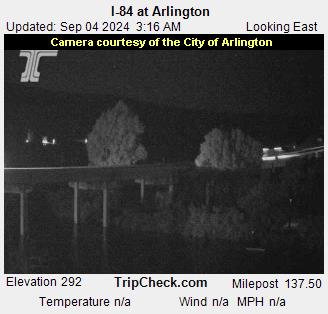 I-84 at Arlington
Updated: Sep 04 2024 3:16 AM Looking East
Camera courtesy of the City of Arlington
Elevation 292 TripCheck.com Milepost 137.50
Temperature n/a Wind n/a MPH n/a